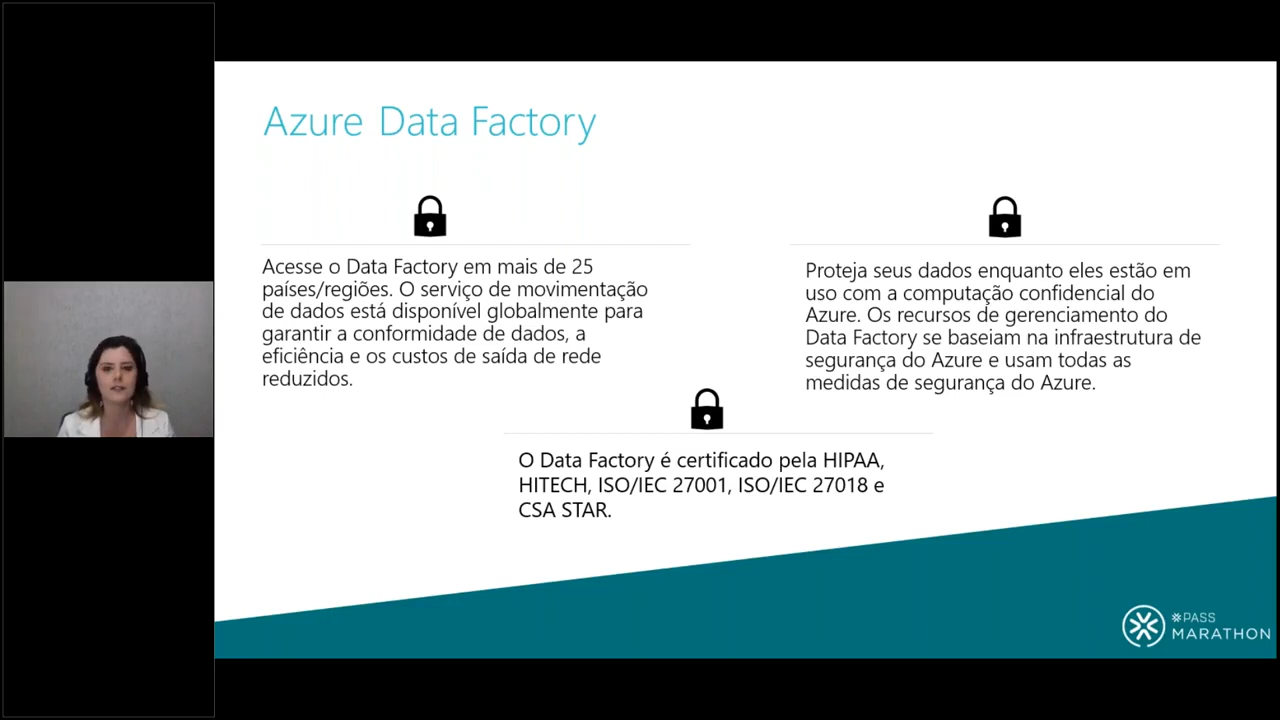 Azure Data Factory
Acesse o Data Factory em mais de 25
países/regiões. O serviço de movimentação
de dados está disponível globalmente para
garantir a conformidade de dados, a
eficiência e os custos de saída de rede
reduzidos.
Proteja seus dados enquanto eles estão em
uso com a computação confidencial do
Azure. Os recursos de gerenciamento do
Data Factory se baseiam na infraestrutura de
segurança do Azure e usam todas as
medidas de segurança do Azure.
O Data Factory é certificado pela HIPAA,
HITECH, ISO/IEC 27001, ISO/IEC 27018 e
CSA STAR.
PASS
MARATHON